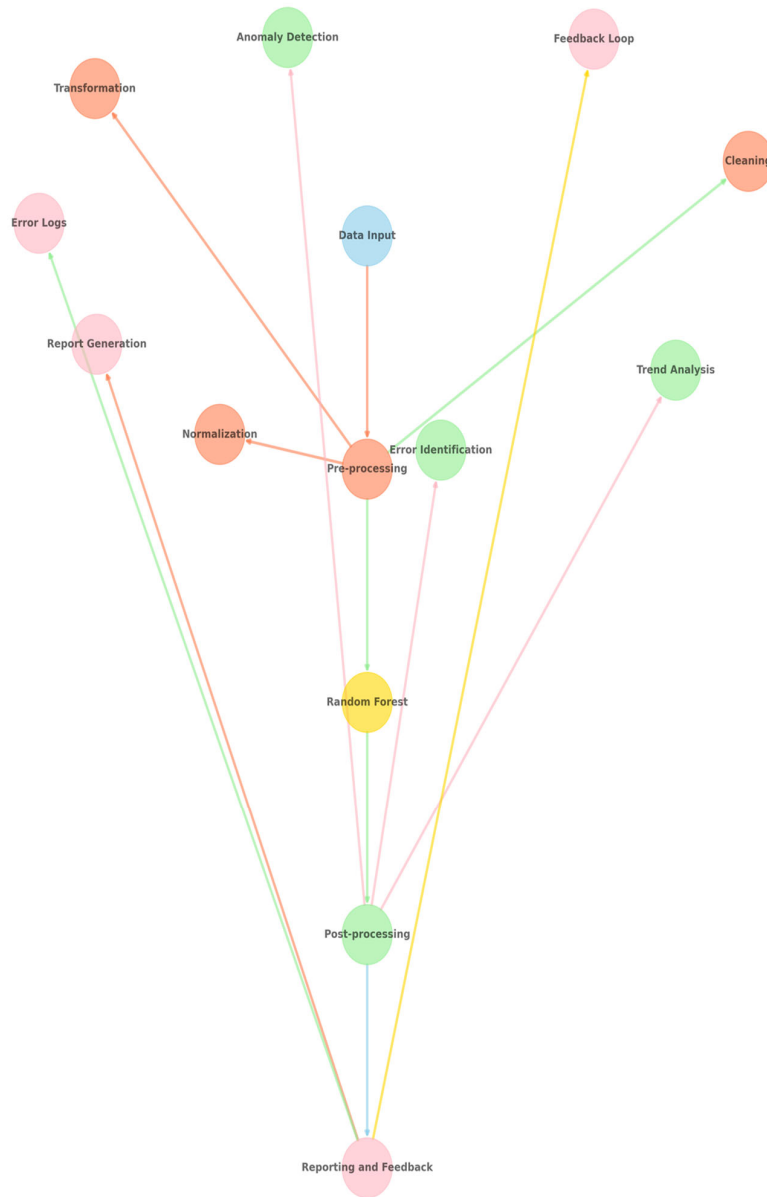 Anomaly Detection
Feedback Loop
Transformation
Cleaning
Error Logs
Data Input
Report Generation
Trend Analysis
Normalization
Error Identification
Pre-processing
Random Forest
Post-processing
Reporting and Feedback